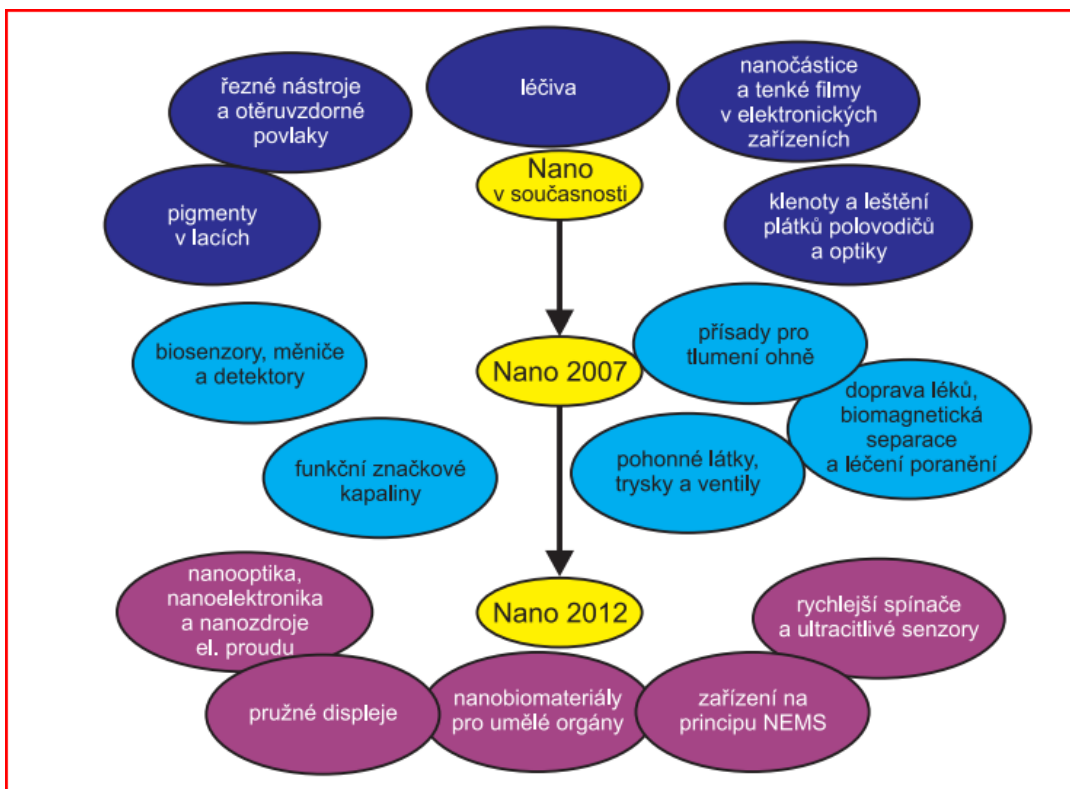 řezné nástroje
a otěruvzdorné
povlaky
léčiva
nanočástice
a tenké filmy
v elektronických
zařízeních
Nano
v současnosti
pigmenty
v lacích
klenoty a leštění
plátků polovodičů
a optiky
biosenzory, měniče
a detektory
Nano 2007
přísady pro
tlumení ohně
doprava léků,
biomagnetická
separace
a léčení poranění
funkční značkové
kapaliny
pohonné látky,
trysky a ventily
nanooptika,
nanoelektronika
a nanozdroje
el. proudu
Nano 2012
rychlejší spínače
a ultracitlivé senzory
pružné displeje
nanobiomateriály
pro umělé orgány
zařízení na
principu NEMS